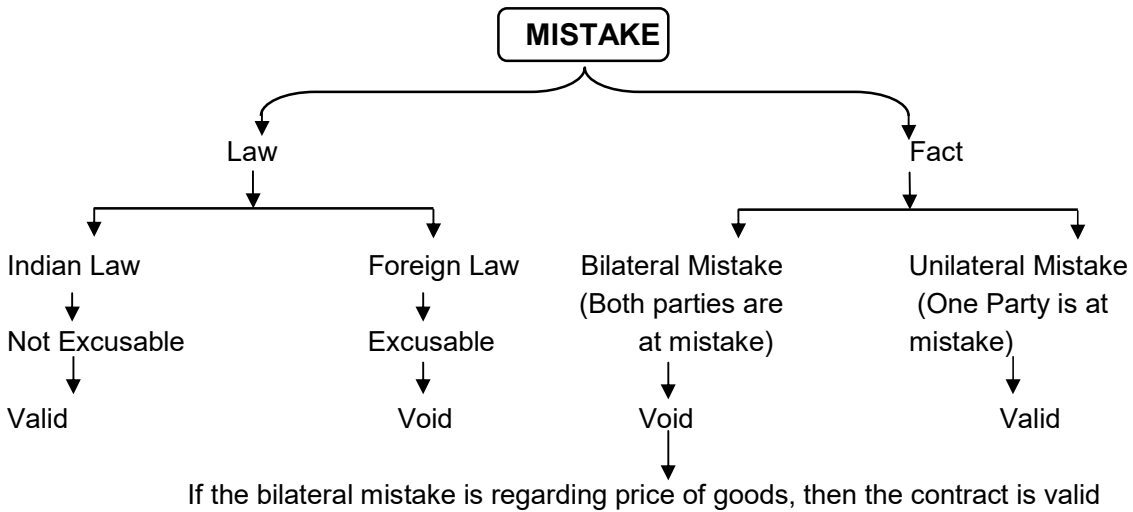 MISTAKE
Law
Fact
Indian Law
Foreign Law
Bilateral Mistake
Unilateral Mistake
(Both parties are
(One Party is at
Not Excusable
Excusable
at mistake)
mistake)
Valid
Void
Void
Valid
If the bilateral mistake is regarding price of goods, then the contract is valid